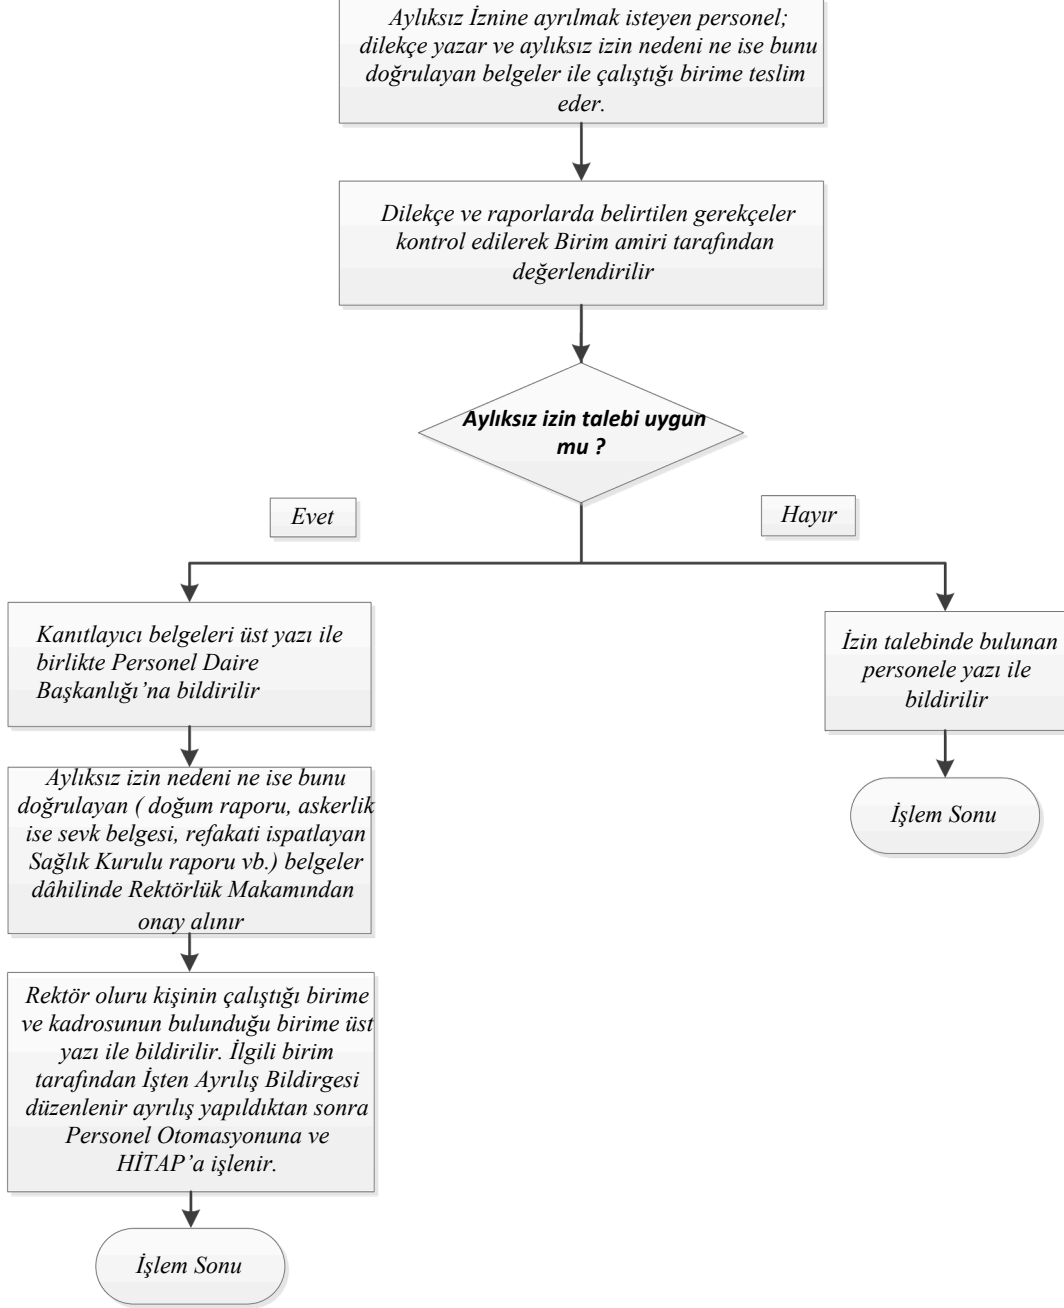 Aylıksız İznine ayrılmak isteyen personel;
dilekçe yazar ve aylıksız izin nedeni ne ise bunu
doğrulayan belgeler ile çalıştığı birime teslim
eder.
Dilekçe ve raporlarda belirtilen gerekçeler
kontrol edilerek Birim amiri tarafından
değerlendirilir
Aylıksız izin talebi uygun
mu ?
Evet
Hayır
Kanıtlayıcı belgeleri üst yazı ile
birlikte Personel Daire
Başkanlığı’na bildirilir
İzin talebinde bulunan
personele yazı ile
bildirilir
Aylıksız izin nedeni ne ise bunu
doğrulayan ( doğum raporu, askerlik
ise sevk belgesi, refakati ispatlayan
Sağlık Kurulu raporu vb.) belgeler
dâhilinde Rektörlük Makamından
onay alınır
İşlem Sonu
Rektör oluru kişinin çalıştığı birime
ve kadrosunun bulunduğu birime üst
yazı ile bildirilir. İlgili birim
tarafından İşten Ayrılış Bildirgesi
düzenlenir ayrılış yapıldıktan sonra
Personel Otomasyonuna ve
HİTAP’a işlenir.
İşlem Sonu